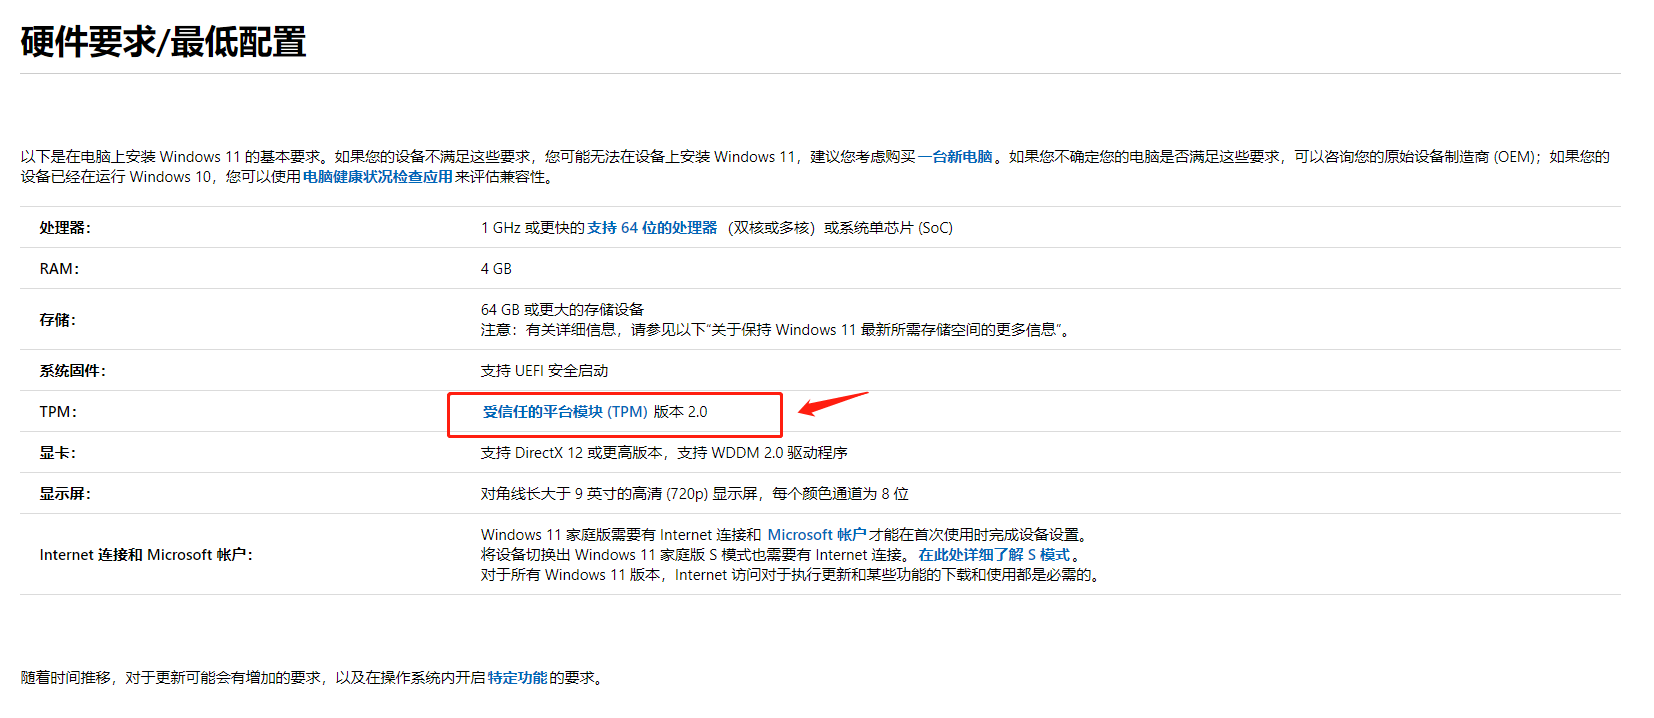 硬件要求/最低配置
以下是在电脑上安装 Windows 11 的基本要求。如果您的设备不满足这些要求，您可能无法在设备上安装 Windows 11，建议您考虑购买一台新电脑。如果您不确定您的电脑是否满足这些要求，可以咨询您的原始设备制造商 (OEM)；如果您的
设备已经在运行 Windows 10，您可以使用电脑健康状况检查应用来评估兼容性。
处理器： 1 GHz 或更快的支持 64 位的处理器（双核或多核）或系统单芯片 (SoC)
RAM： 4 GB
存储： 64 GB 或更大的存储设备
注意：有关详细信息，请参见以下“关于保持 Windows 11 最新所需存储空间的更多信息”。
系统固件： 支持 UEFI 安全启动
TPM： 受信任的平台模块 (TPM) 版本 2.0
显卡： 支持 DirectX 12 或更高版本，支持 WDDM 2.0 驱动程序
显示屏： 对角线长大于 9 英寸的高清 (720p) 显示屏，每个颜色通道为 8 位
Internet 连接和 Microsoft 帐户： Windows 11 家庭版需要有 Internet 连接和 Microsoft 帐户才能在首次使用时完成设备设置。
将设备切换出 Windows 11 家庭版 S 模式也需要有 Internet 连接。在此处详细了解 S 模式。
对于所有 Windows 11 版本，Internet 访问对于执行更新和某些功能的下载和使用都是必需的。
随着时间推移，对于更新可能会有增加的要求，以及在操作系统内开启特定功能的要求。